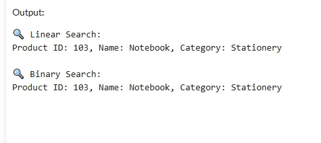 Output:
🔍 Linear Search:
Product ID: 103, Name: Notebook, Category: Stationery
🔍 Binary Search:
Product ID: 103, Name: Notebook, Category: Stationery